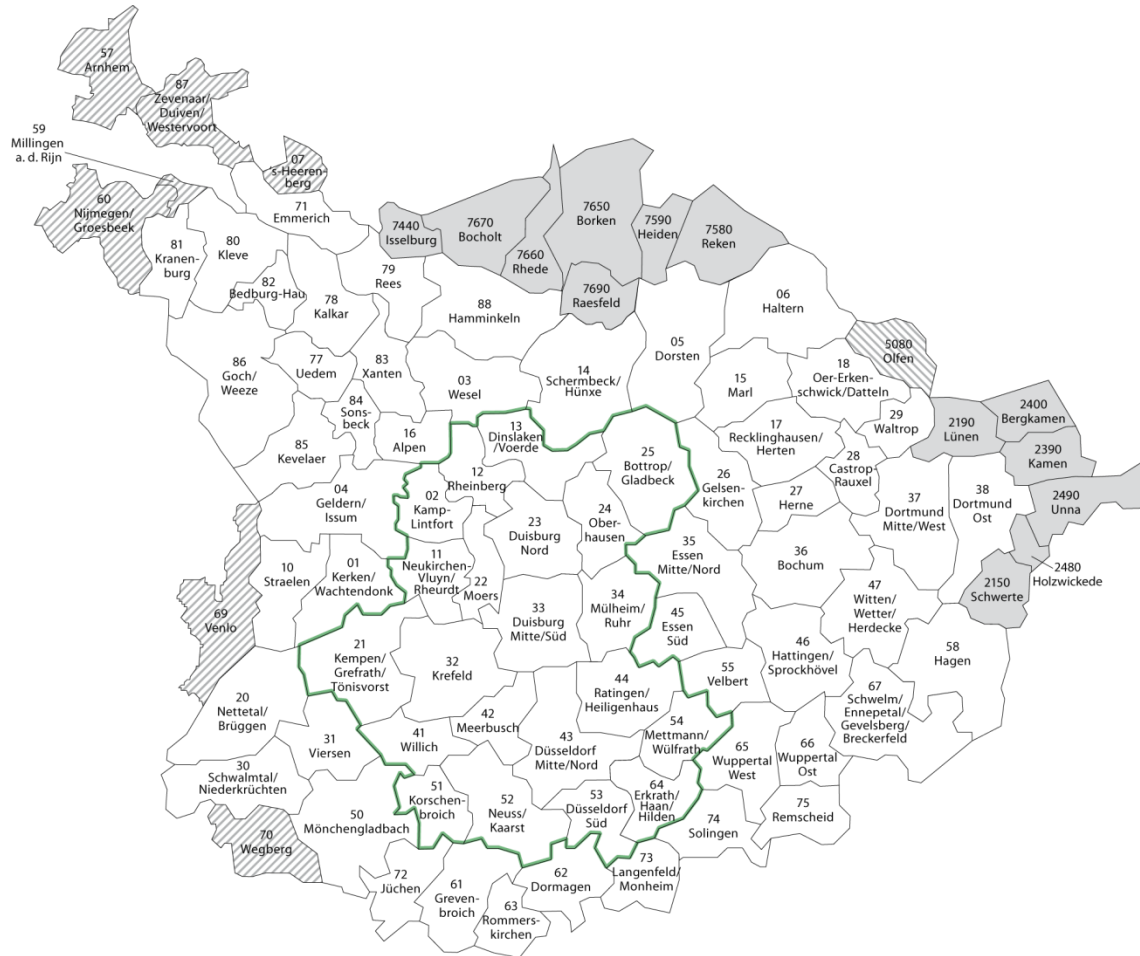 57
Arnhem
87
Zevenaar/
Duiven/
Westervoort
59
Millingen
a. d. Rijn
07
's-Heeren-
berg
60
Nijmegen/
Groesbeek
71
Emmerich
7440
Isselburg
7670
Bocholt
7660
Rhede
7650
Borken
7590
Heiden
7580
Reken
7690
Raesfeld
81
Kranen-
burg
80
Kleve
82
Bedburg-Hau
78
Kalkar
79
Rees
88
Hamminkeln
06
Haltern
05
Dorsten
5080
Olfen
86
Goch/
Weeze
77
Uedem
83
Xanten
03
Wesel
14
Schermbeck/
Hünxe
15
Marl
18
Oer-Erken-
schwick/Datteln
84
Sons-
beck
29
Waltrop
2190
Lünen
2400
Bergkamen
2390
Kamen
85
Kevelaer
16
Alpen
13
Dinslaken
/Voerde
17
Recklinghausen/
Herten
28
Castrop-
Rauxel
25
Bottrop/
Gladbeck
12
Rheinberg
26
Gelsen-
kirchen
27
Herne
37
Dortmund
Mitte/West
38
Dortmund
Ost
2490
Unna
04
Geldern/
Issum
02
Kamp-
Lintfort
23
Duisburg
Nord
24
Ober-
hausen
35
Essen
Mitte/Nord
36
Bochum
2480
Holzwickede
2150
Schwerte
10
Straelen
01
Kerken/
Wachtendonk
11
Neukirchen-
Vluyn/
Rheurdt
22
Moers
33
Duisburg
Mitte/Süd
34
Mülheim/
Ruhr
45
Essen
Süd
47
Witten/
Wetter/
Herdecke
69
Venlo
21
Kempen/
Grefrath/
Tönisvorst
32
Krefeld
46
Hattingen/
Sprockhövel
58
Hagen
44
Ratingen/
Heiligenhaus
55
Velbert
67
Schwelm/
Ennepetal/
Gevelsberg/
Breckerfeld
20
Nettetal/
Brüggen
31
Viersen
42
Meerbusch
41
Willich
43
Düsseldorf
Mitte/Nord
54
Mettmann/
Wülfrath
65
Wuppertal
West
66
Wuppertal
Ost
30
Schwalmtal/
Niederkrüchten
51
Korschen-
broich
52
Neuss/
Kaarst
53
Düsseldorf
Süd
64
Erkrath/
Haan/
Hilden
75
Remscheid
74
Solingen
50
Mönchengladbach
70
Wegberg
72
Jüchen
61
Greven-
broich
62
Dormagen
73
Langenfeld/
Monheim
63
Rommers-
kirchen